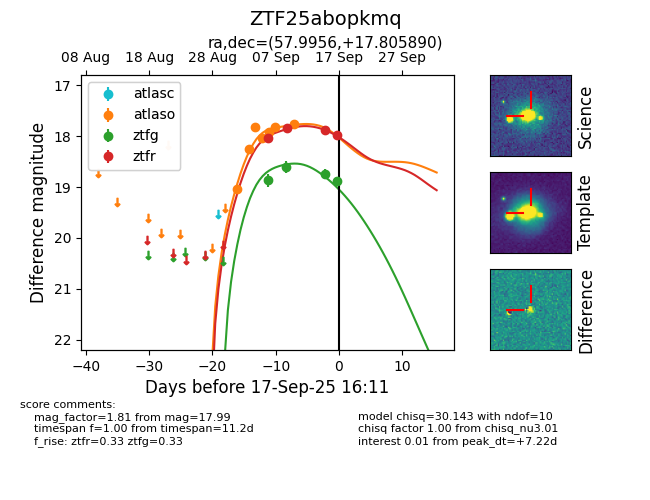 ZTF25abopkmq
ra,dec=(57.9956,+17.805890)
08 Aug 18 Aug 28 Aug 07 Sep 17 Sep 27 Sep
atlasc
atlaso
ztfg
ztfr
17
18
19
20
21
22
Difference magnitude
−40 −30 −20 −10 0 10
Days before 17-Sep-25 16:11
Science
Template
Difference
score comments:
mag_factor=1.81 from mag=17.99
timespan f=1.00 from timespan=11.2d
f_rise: ztfr=0.33 ztfg=0.33
model chisq=30.143 with ndof=10
chisq factor 1.00 from chisq_nu3.01
interest 0.01 from peak_dt=+7.22d